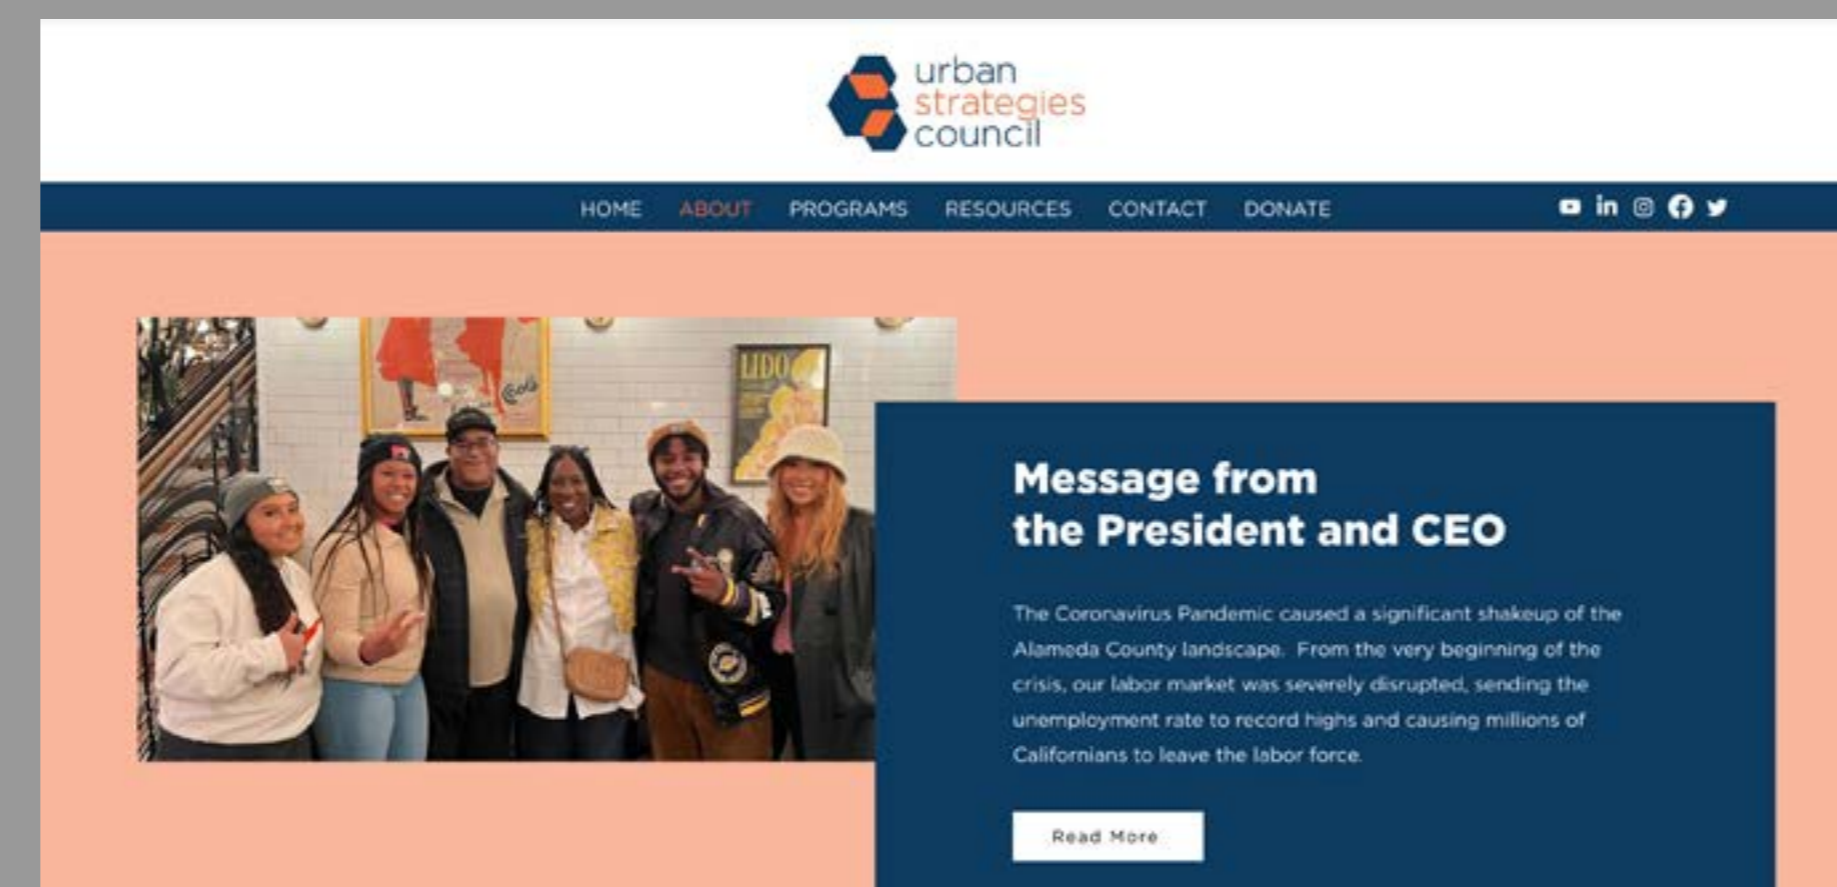 urban
strategies
council
HOME ABOUT PROGRAMS RESOURCES CONTACT DONATE
LIDO
Message from
the President and CEO
The Coronavirus Pandemic caused a significant shakeup of the
Alameda County landscape. From the very beginning of the
crisis, our labor market was severely disrupted, sending the
unemployment rate to record highs and causing millions of
Californians to leave the labor force.
Read More